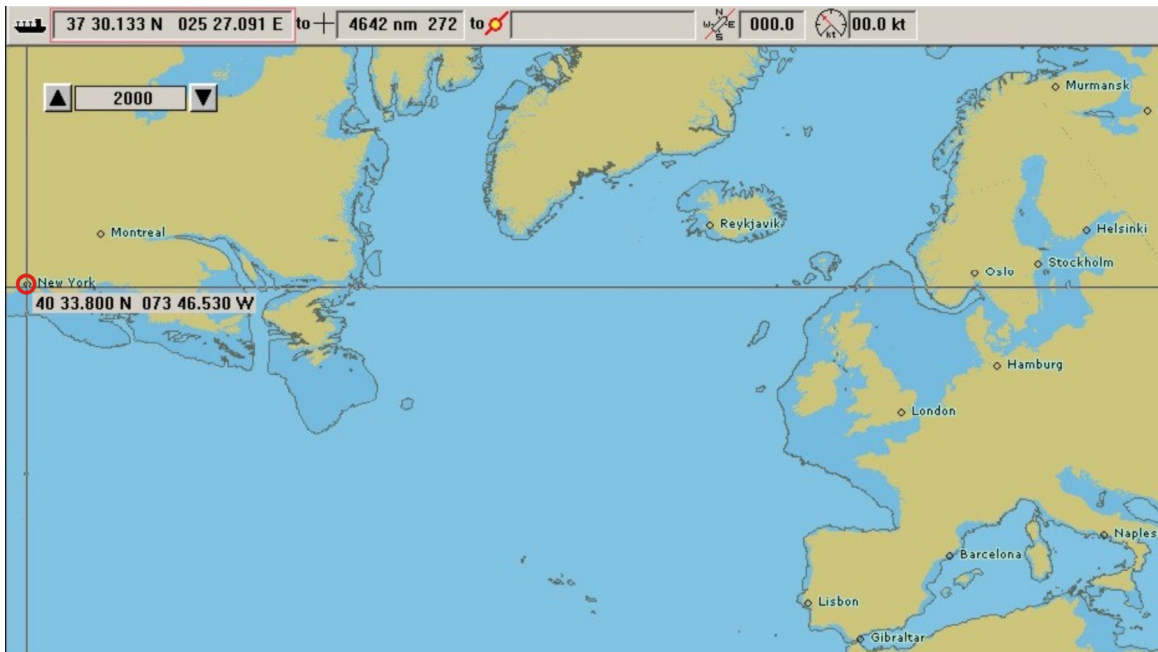 37 30.133 N 025 27.091 E to 4642 nm 272 to N W E S 000.0 kt 00.0 kt
2000
Murmansk
Montreal
Reykjavik
Helsinki
Stockholm
Oslo
New York
40 33.800 N 073 46.530 W
Hamburg
London
Naples
Barcelona
Lisbon
Gibraltar